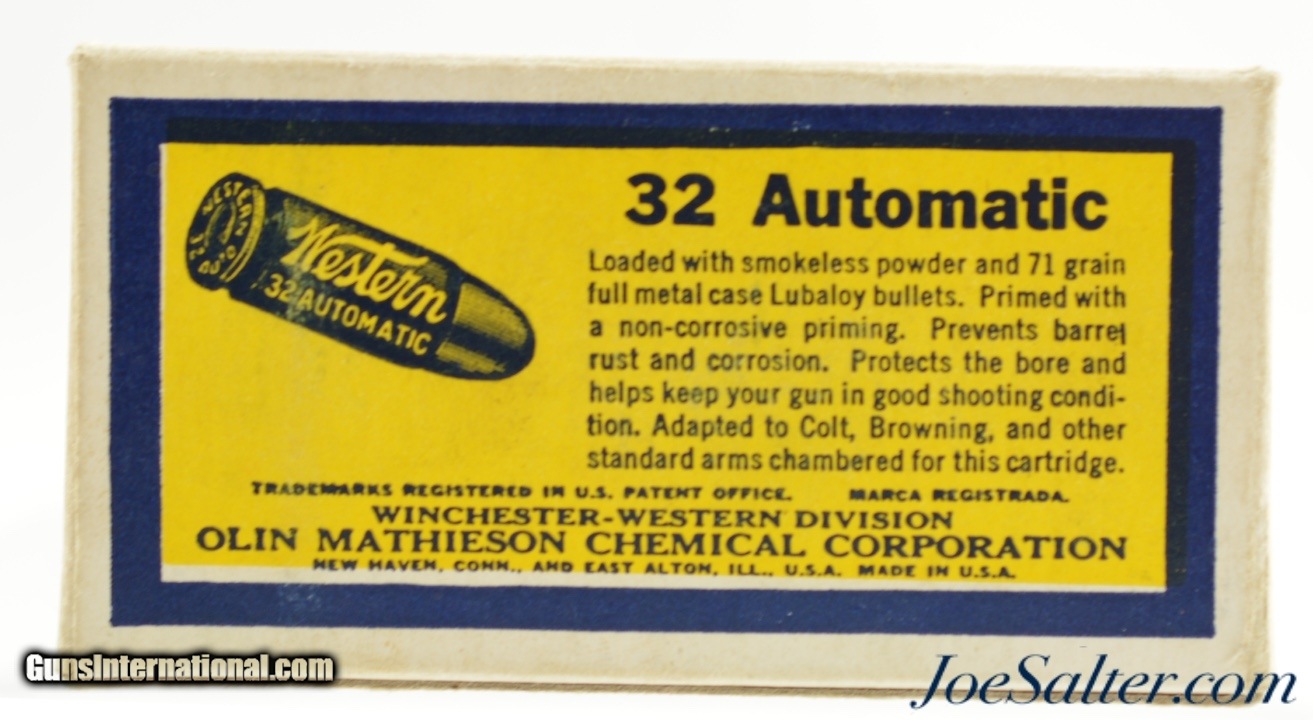 WESTERN
32
AUTO
Western
.32 AUTOMATIC
32 Automatic
Loaded with smokeless powder and 71 grain
full metal case Lubaloy bullets. Primed with
a non-corrosive priming. Prevents barrel
rust and corrosion. Protects the bore and
helps keep your gun in good shooting condi-
tion. Adapted to Colt, Browning, and other
standard arms chambered for this cartridge.
TRADEMARKS REGISTERED IN U.S. PATENT OFFICE. MARCA REGISTRADA.
WINCHESTER-WESTERN DIVISION
OLIN MATHIESON CHEMICAL CORPORATION
NEW HAVEN, CONN., AND EAST ALTON, ILL., U.S.A. MADE IN U.S.A.
GunsInternational.com
JoeSalter.com